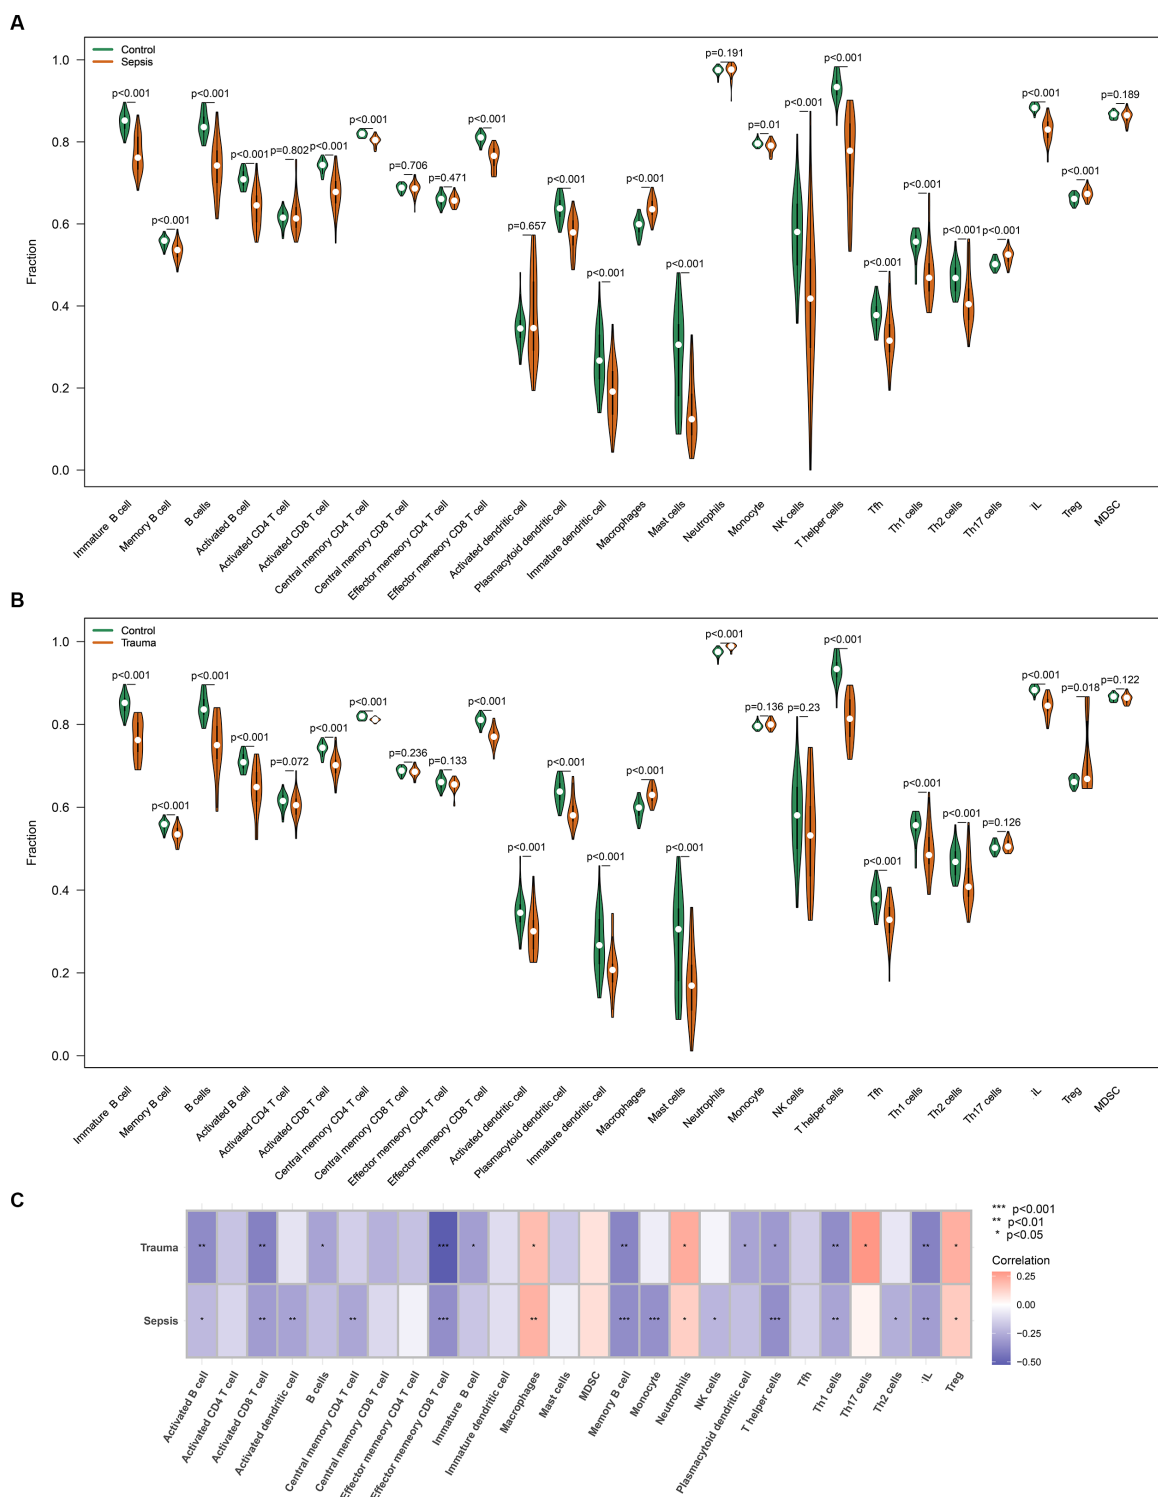 A
Control
Sepsis
Fraction
1.0
0.8
0.6
0.4
0.2
0.0
p<0.001
p<0.001
p<0.001
p<0.001
p=0.802
p<0.001
p<0.001
p=0.706
p=0.471
p<0.001
p=0.657
p<0.001
p<0.001
p<0.001
p<0.001
p=0.191
p=0.01
p<0.001
p<0.001
p<0.001
p<0.001
p<0.001
p<0.001
p<0.001
p<0.001
p=0.189
Immature B cell
Memory B cell
B cells
Activated B cell
Activated CD4 T cell
Activated CD8 T cell
Central memory CD4 T cell
Central memory CD8 T cell
Effector memeory CD4 T cell
Effector memeory CD8 T cell
Activated dendritic cell
Plasmacytoid dendritic cell
Immature dendritic cell
Macrophages
Mast cells
Neutrophils
Monocyte
NK cells
T helper cells
Tfh
Th1 cells
Th2 cells
Th17 cells
IL
Treg
MDSC
B
Control
Trauma
Fraction
1.0
0.8
0.6
0.4
0.2
0.0
p<0.001
p<0.001
p<0.001
p<0.001
p=0.072
p<0.001
p<0.001
p=0.236
p=0.133
p<0.001
p<0.001
p<0.001
p<0.001
p<0.001
p<0.001
p<0.001
p=0.136
p=0.23
p<0.001
p<0.001
p<0.001
p<0.001
p=0.126
p<0.001
p=0.018
p=0.122
Immature B cell
Memory B cell
B cells
Activated B cell
Activated CD4 T cell
Activated CD8 T cell
Central memory CD4 T cell
Central memory CD8 T cell
Effector memeory CD4 T cell
Effector memeory CD8 T cell
Activated dendritic cell
Plasmacytoid dendritic cell
Immature dendritic cell
Macrophages
Mast cells
Neutrophils
Monocyte
NK cells
T helper cells
Tfh
Th1 cells
Th2 cells
Th17 cells
IL
Treg
MDSC
C
Trauma
** ** * *** * * ** * * * ** * ** *
Sepsis
* ** ** ** *** ** *** *** * * *** ** * ** *
Activated B cell
Activated CD4 T cell
Activated CD8 T cell
Activated dendritic cell
B cells
Central memory CD4 T cell
Central memory CD8 T cell
Effector memeory CD4 T cell
Effector memeory CD8 T cell
Immature B cell
Immature dendritic cell
Macrophages
Mast cells
MDSC
Memory B cell
Monocyte
Neutrophils
NK cells
Plasmacytoid dendritic cell
T helper cells
Tfh
Th1 cells
Th17 cells
Th2 cells
IL
Treg
*** p<0.001
** p<0.01
* p<0.05
Correlation
0.25
0.00
−0.25
−0.50